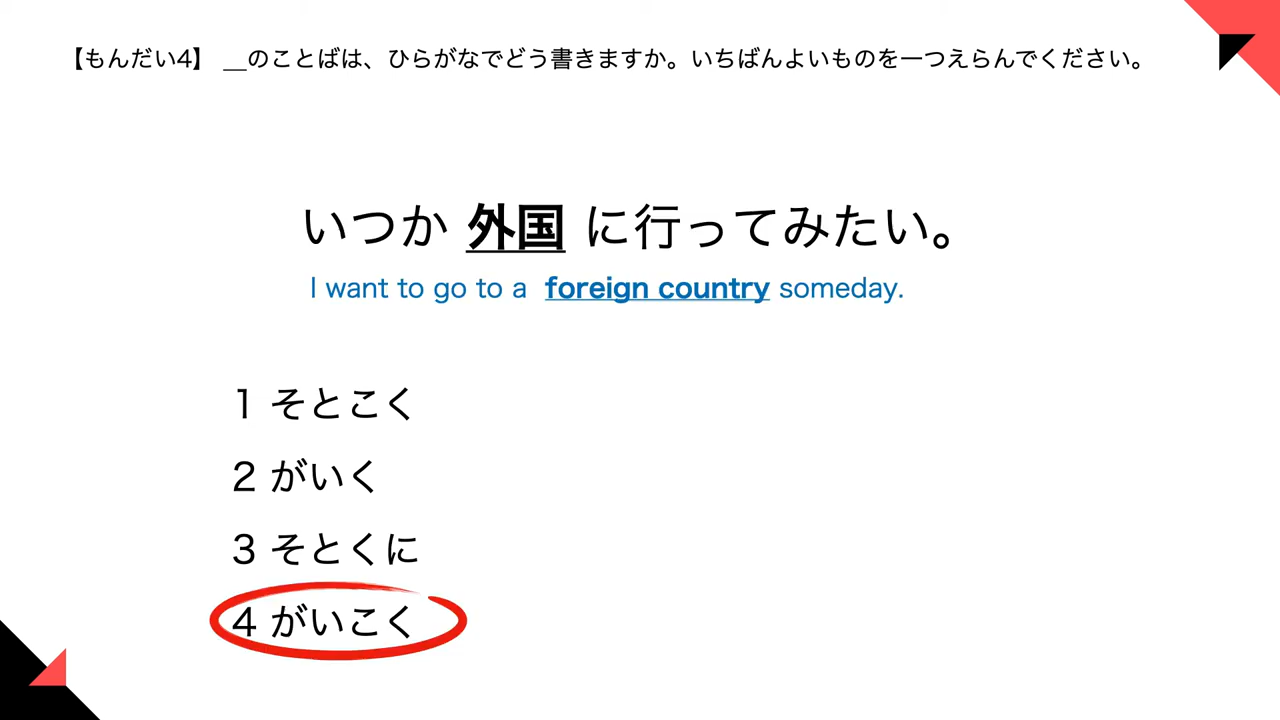 【もんだい4】 __のことばは、ひらがなでどう書きますか。いちばんよいものを一つえらんでください。
いつか 外国 に行ってみたい。
I want to go to a foreign country someday.
1 そとこく
2 がいく
3 そとくに
4 がいこく